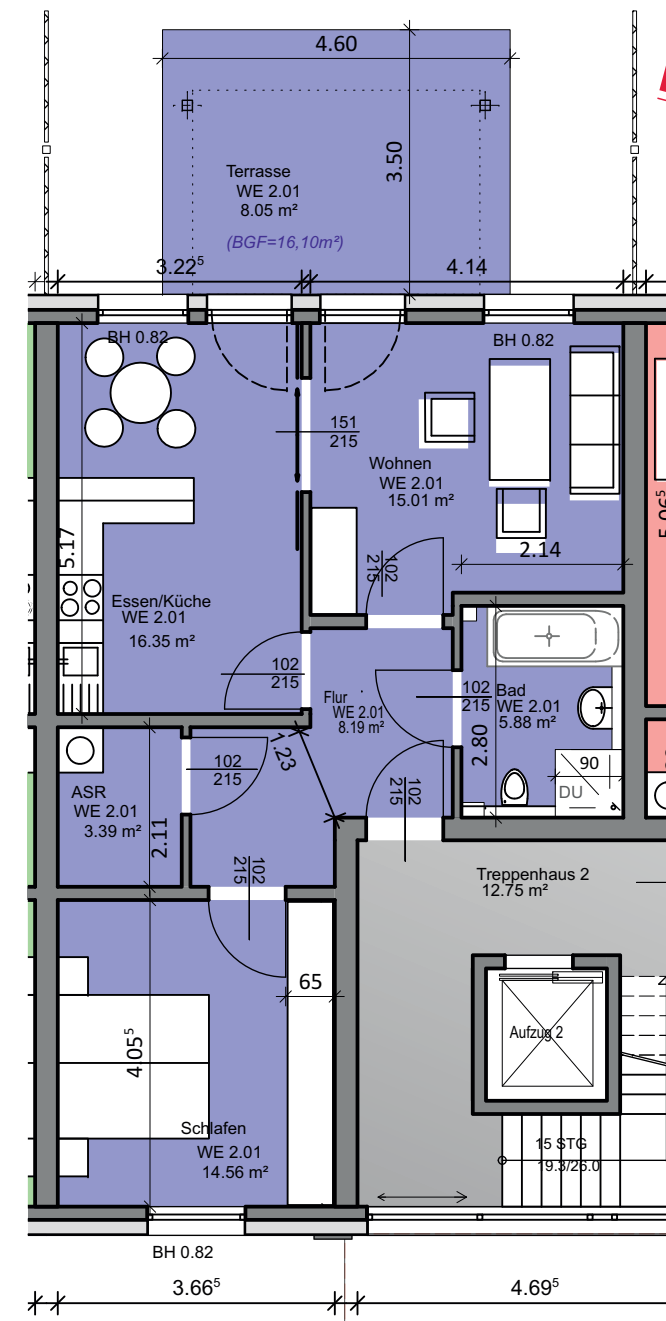 4.60
3.50
Terrasse
WE 2.01
8.05 m²
(BGF=16,10m²)
3.22⁵
4.14
BH 0.82
BH 0.82
151
215
Wohnen
WE 2.01
15.01 m²
5.17
2.14
102
215
Essen/Küche
WE 2.01
16.35 m²
102
215
Flur
WE 2.01
8.19 m²
102
215
Bad
WE 2.01
5.88 m²
2.80
1.23
90
DU
102
215
ASR
WE 2.01
3.39 m²
2.11
102
215
102
215
Treppenhaus 2
12.75 m²
65
Aufzug 2
4.05⁵
Schlafen
WE 2.01
14.56 m²
15 STG
19.3/26.0
BH 0.82
3.66⁵
4.69⁵